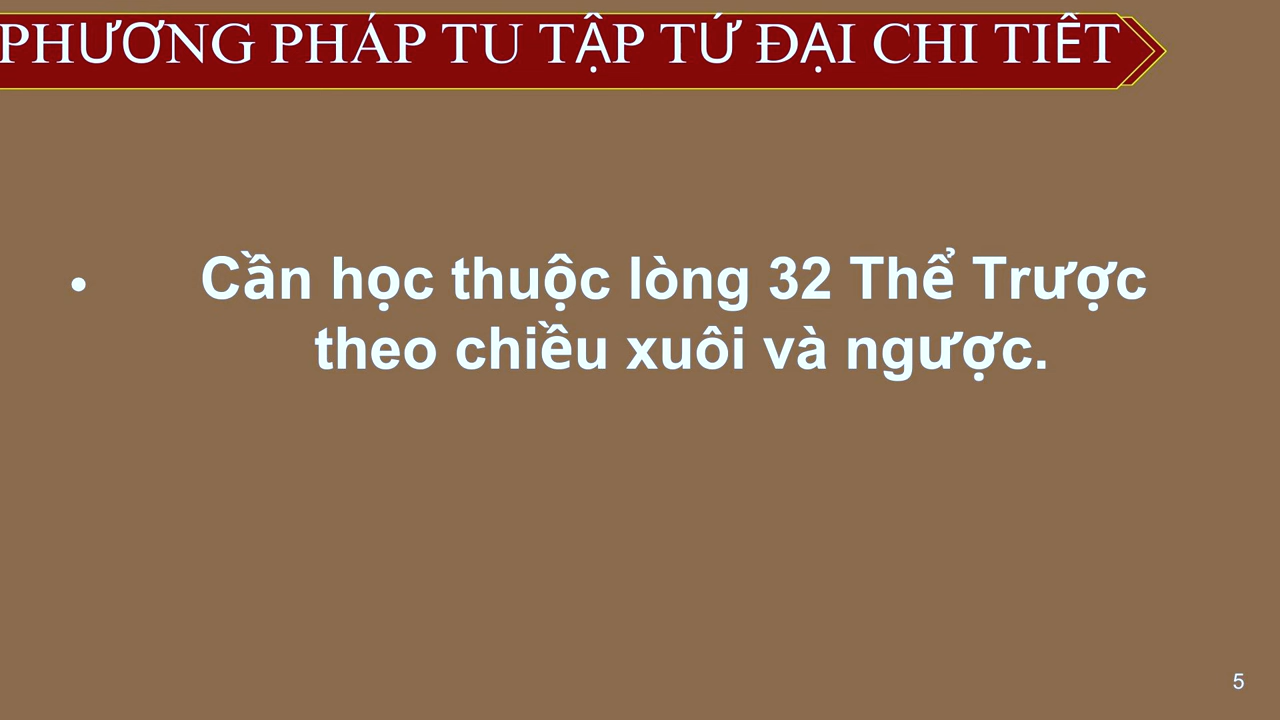 PHƯƠNG PHÁP TU TẬP TỨ ĐẠI CHI TIẾT
• Cần học thuộc lòng 32 Thể Trược
theo chiều xuôi và ngược.
5